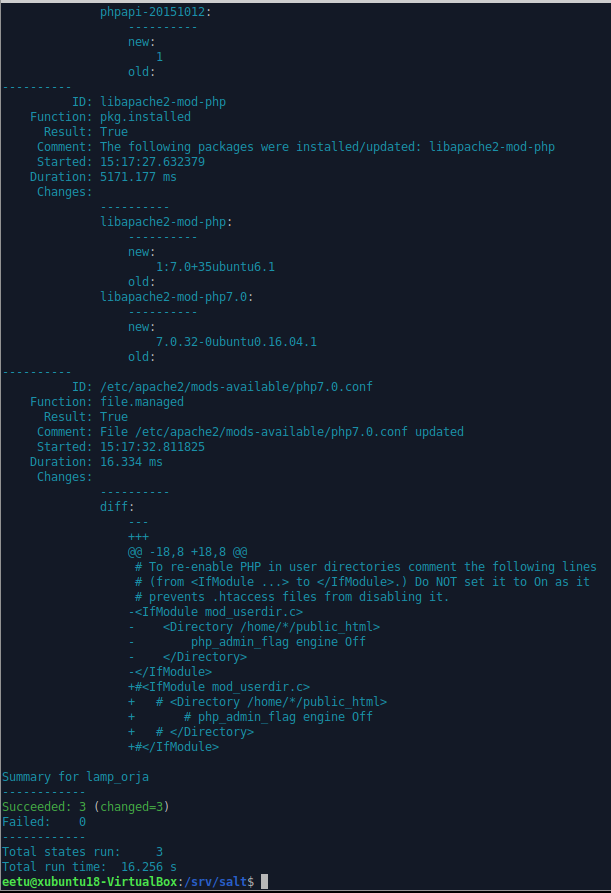 phpapi-20151012:
----------
new:
1
old:
----------
ID: libapache2-mod-php
Function: pkg.installed
Result: True
Comment: The following packages were installed/updated: libapache2-mod-php
Started: 15:17:27.632379
Duration: 5171.177 ms
Changes:
----------
libapache2-mod-php:
----------
new:
1:7.0+35ubuntu6.1
old:
libapache2-mod-php7.0:
----------
new:
7.0.32-0ubuntu0.16.04.1
old:
----------
ID: /etc/apache2/mods-available/php7.0.conf
Function: file.managed
Result: True
Comment: File /etc/apache2/mods-available/php7.0.conf updated
Started: 15:17:32.811825
Duration: 16.334 ms
Changes:
----------
diff:
---
+++
@@ -18,8 +18,8 @@
# To re-enable PHP in user directories comment the following lines
# (from <IfModule ...> to </IfModule>.) Do NOT set it to On as it
# prevents .htaccess files from disabling it.
-<IfModule mod_userdir.c>
-    <Directory /home/*/public_html>
-        php_admin_flag engine Off
-    </Directory>
-</IfModule>
+#<IfModule mod_userdir.c>
+   # <Directory /home/*/public_html>
+       # php_admin_flag engine Off
+   # </Directory>
+#</IfModule>
Summary for lamp_orja
------------
Succeeded: 3 (changed=3)
Failed:    0
------------
Total states run:     3
Total run time:  16.256 s
eetu@xubuntu18-VirtualBox:/srv/salt$